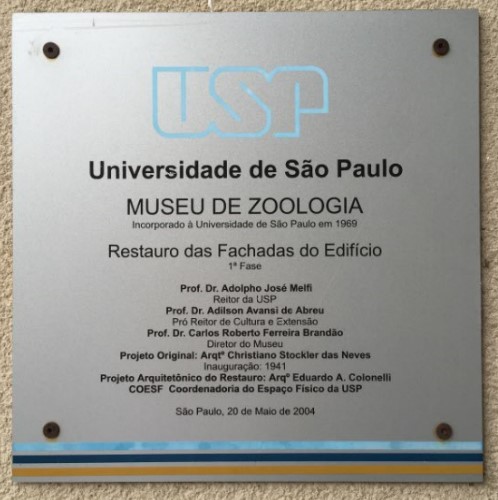 USP
Universidade de São Paulo
MUSEU DE ZOOLOGIA
Incorporado à Universidade de São Paulo em 1969
Restauro das Fachadas do Edifício
1ª Fase
Prof. Dr. Adolpho José Melfi
Reitor da USP
Prof. Dr. Adilson Avansi de Abreu
Pró Reitor de Cultura e Extensão
Prof. Dr. Carlos Roberto Ferreira Brandão
Diretor do Museu
Projeto Original: Arqtº Christiano Stockler das Neves
Inauguração: 1941
Projeto Arquitetônico do Restauro: Arqº Eduardo A. Colonelli
COESF Coordenadoria do Espaço Físico da USP
São Paulo, 20 de Maio de 2004